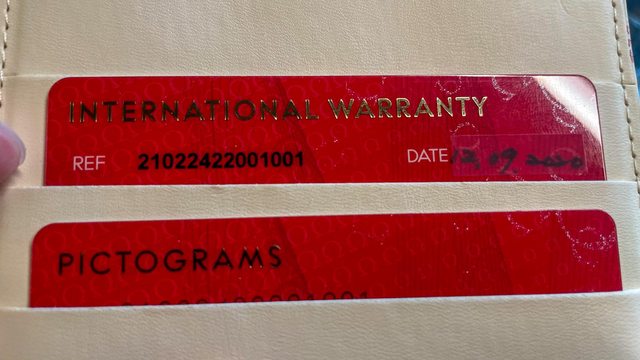 INTERNATIONAL WARRANTY
REF 21022422001001 DATE 12.09.2020
PICTOGRAMS